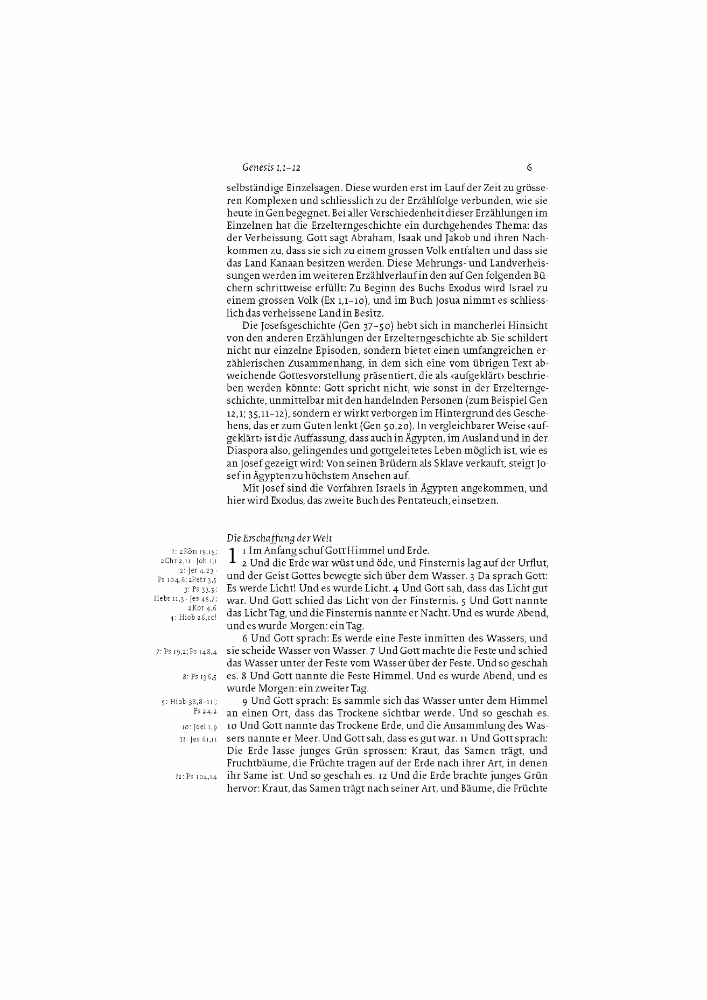 Genesis 1,1–12 6
selbständige Einzelsagen. Diese wurden erst im Lauf der Zeit zu grösse-
ren Komplexen und schliesslich zu der Erzählfolge verbunden, wie sie
heute in Gen begegnet. Bei aller Verschiedenheit dieser Erzählungen im
Einzelnen hat die Erzelterngeschichte ein durchgehendes Thema: das
der Verheissung. Gott sagt Abraham, Isaak und Jakob und ihren Nach-
kommen zu, dass sie sich zu einem grossen Volk entfalten und dass sie
das Land Kanaan besitzen werden. Diese Mehrungs- und Landverheis-
sungen werden im weiteren Erzählverlauf in den auf Gen folgenden Bü-
chern schrittweise erfüllt: Zu Beginn des Buchs Exodus wird Israel zu
einem grossen Volk (Ex 1,1–10), und im Buch Josua nimmt es schliess-
lich das verheissene Land in Besitz.
Die Josefsgeschichte (Gen 37–50) hebt sich in mancherlei Hinsicht
von den anderen Erzählungen der Erzelterngeschichte ab. Sie schildert
nicht nur einzelne Episoden, sondern bietet einen umfangreichen er-
zählerischen Zusammenhang, in dem sich eine vom übrigen Text ab-
weichende Gottesvorstellung präsentiert, die als ‹aufgeklärt› beschrie-
ben werden könnte: Gott spricht nicht, wie sonst in der Erzelternge-
schichte, unmittelbar mit den handelnden Personen (zum Beispiel Gen
12,1; 35,11–12), sondern er wirkt verborgen im Hintergrund des Gesche-
hens, das er zum Guten lenkt (Gen 50,20). In vergleichbarer Weise ‹auf-
geklärt› ist die Auffassung, dass auch in Ägypten, im Ausland und in der
Diaspora also, gelingendes und gottgeleitetes Leben möglich ist, wie es
an Josef gezeigt wird: Von seinen Brüdern als Sklave verkauft, steigt Jo-
sef in Ägypten zu höchstem Ansehen auf.
Mit Josef sind die Vorfahren Israels in Ägypten angekommen, und
hier wird Exodus, das zweite Buch des Pentateuch, einsetzen.
Die Erschaffung der Welt
1 1 Im Anfang schuf Gott Himmel und Erde.
2 Und die Erde war wüst und öde, und Finsternis lag auf der Urflut,
und der Geist Gottes bewegte sich über dem Wasser. 3 Da sprach Gott:
Es werde Licht! Und es wurde Licht. 4 Und Gott sah, dass das Licht gut
war. Und Gott schied das Licht von der Finsternis. 5 Und Gott nannte
das Licht Tag, und die Finsternis nannte er Nacht. Und es wurde Abend,
und es wurde Morgen: ein Tag.
6 Und Gott sprach: Es werde eine Feste inmitten des Wassers, und
sie scheide Wasser von Wasser. 7 Und Gott machte die Feste und schied
das Wasser unter der Feste vom Wasser über der Feste. Und so geschah
es. 8 Und Gott nannte die Feste Himmel. Und es wurde Abend, und es
wurde Morgen: ein zweiter Tag.
9 Und Gott sprach: Es sammle sich das Wasser unter dem Himmel
an einen Ort, dass das Trockene sichtbar werde. Und so geschah es.
10 Und Gott nannte das Trockene Erde, und die Ansammlung des Was-
sers nannte er Meer. Und Gott sah, dass es gut war. 11 Und Gott sprach:
Die Erde lasse junges Grün sprossen: Kraut, das Samen trägt, und
Fruchtbäume, die Früchte tragen auf der Erde nach ihrer Art, in denen
ihr Same ist. Und so geschah es. 12 Und die Erde brachte junges Grün
hervor: Kraut, das Samen trägt nach seiner Art, und Bäume, die Früchte
1: 2Kön 19,15;
2Chr 2,11 · Joh 1,1
2: Jer 4,23 ·
Ps 104,6; 2Petr 3,5
3: Ps 33,9;
Hebr 11,3 · Jes 45,7;
2Kor 4,6
4: Hiob 26,10!
7: Ps 19,2; Ps 148,4
8: Ps 136,5
9: Hiob 38,8–11!;
Ps 24,2
10: Joel 1,9
11: Jes 61,11
12: Ps 104,14